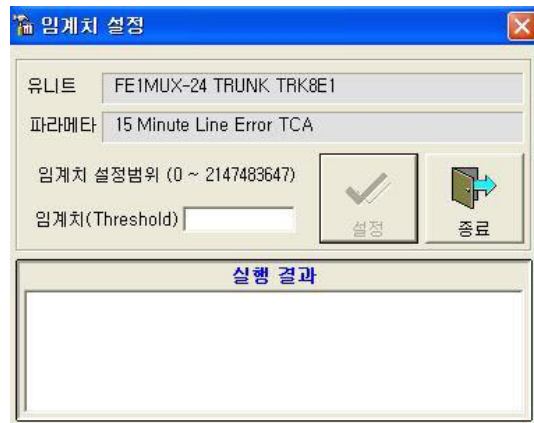 임계치 설정
유니트 FE1MUX-24 TRUNK TRK8E1
파라메타 15 Minute Line Error TCA
임계치 설정범위 (0 ~ 2147483647)
임계치(Threshold)
설정
종료
실행 결과